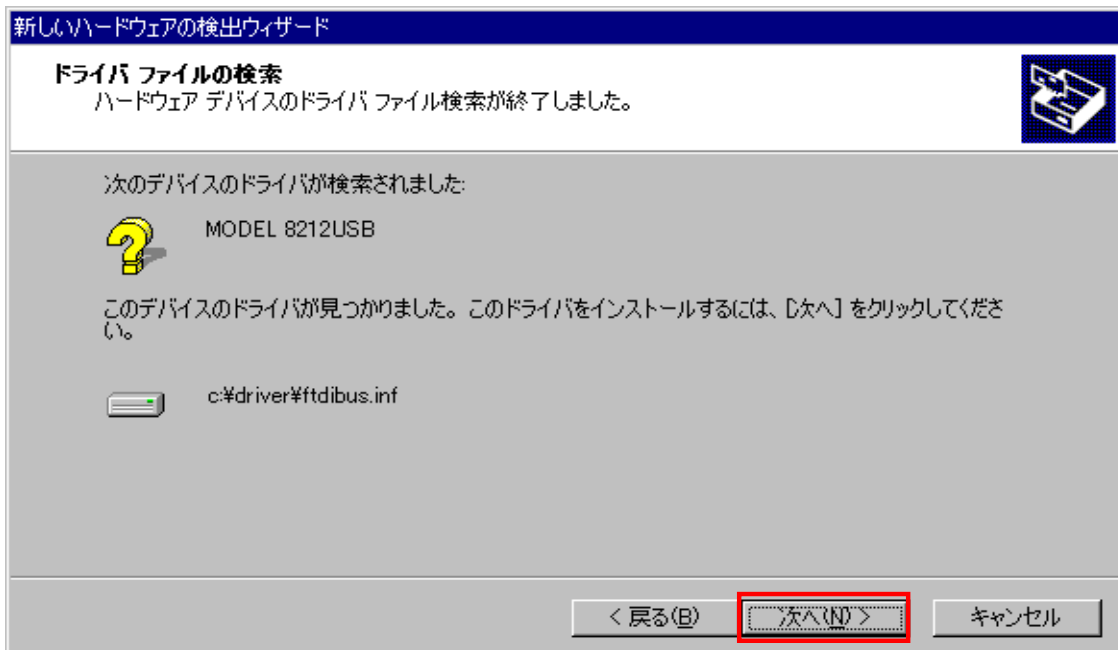 新しいハードウェアの検出ウィザード
ドライバ ファイルの検索
ハードウェア デバイスのドライバ ファイル検索が終了しました。
次のデバイスのドライバが検索されました:
MODEL 8212USB
このデバイスのドライバが見つかりました。このドライバをインストールするには、[次へ] をクリックしてくださ
い。
c:¥driver¥ftdibus.inf
< 戻る(B)
次へ(N) >
キャンセル